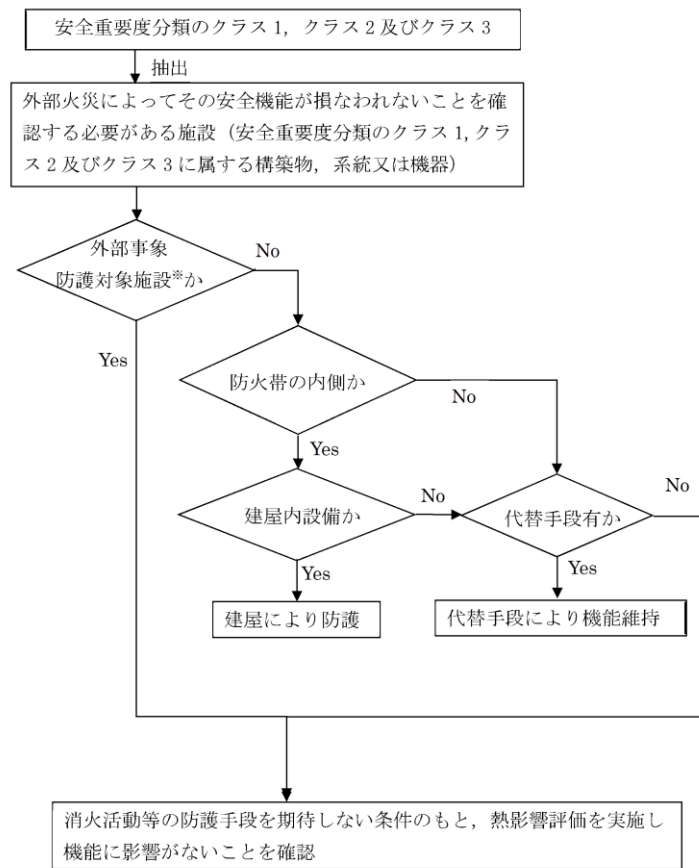 安全重要度分類のクラス1，クラス2及びクラス3
抽出
外部火災によってその安全機能が損なわれないことを確
認する必要がある施設（安全重要度分類のクラス1,クラ
ス2及びクラス3に属する構築物，系統又は機器）
外部事象
防護対象施設※か
No
Yes
防火帯の内側か
No
Yes
建屋内設備か
No
代替手段有か
No
Yes
Yes
建屋により防護
代替手段により機能維持
消火活動等の防護手段を期待しない条件のもと，熱影響評価を実施し
機能に影響がないことを確認